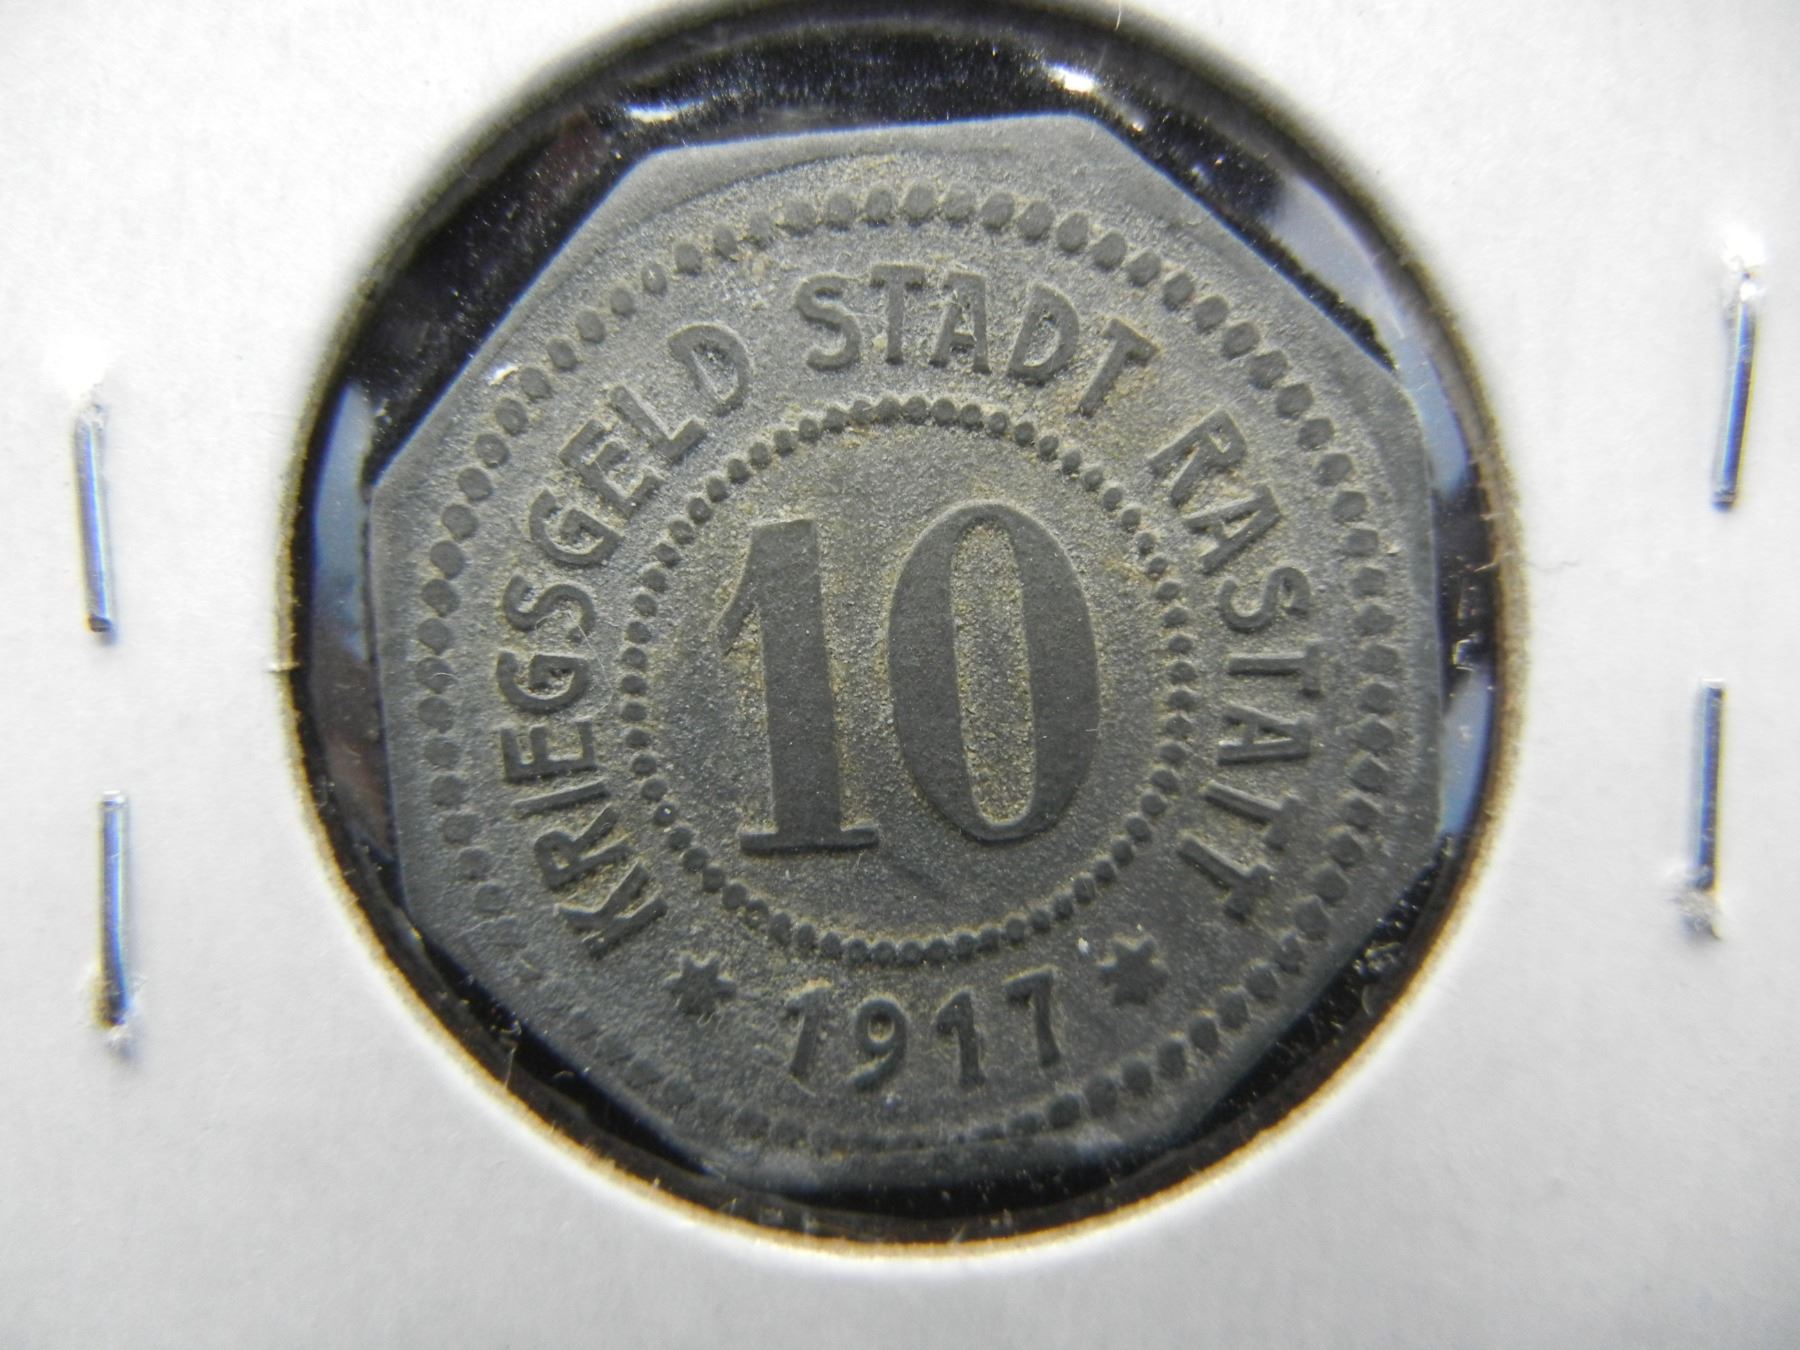 KRIEGSGELD STADT RASTATT
10
* 1917 *